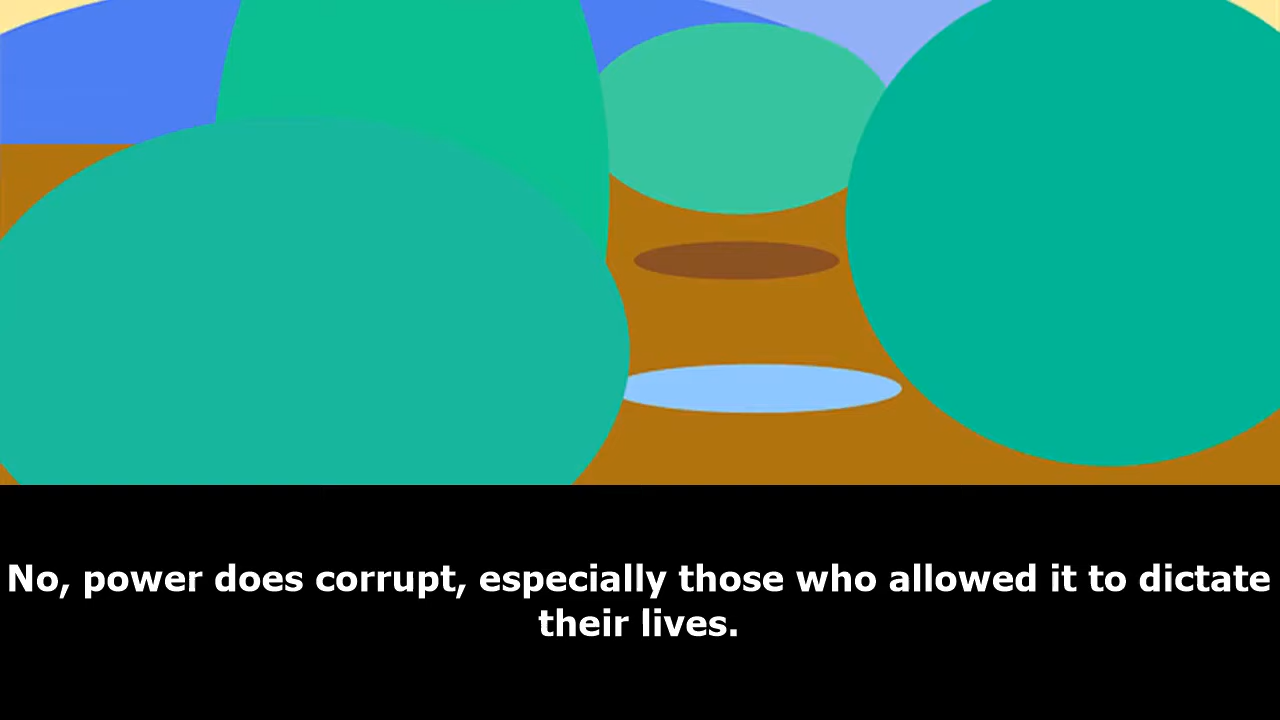 No, power does corrupt, especially those who allowed it to dictate
their lives.